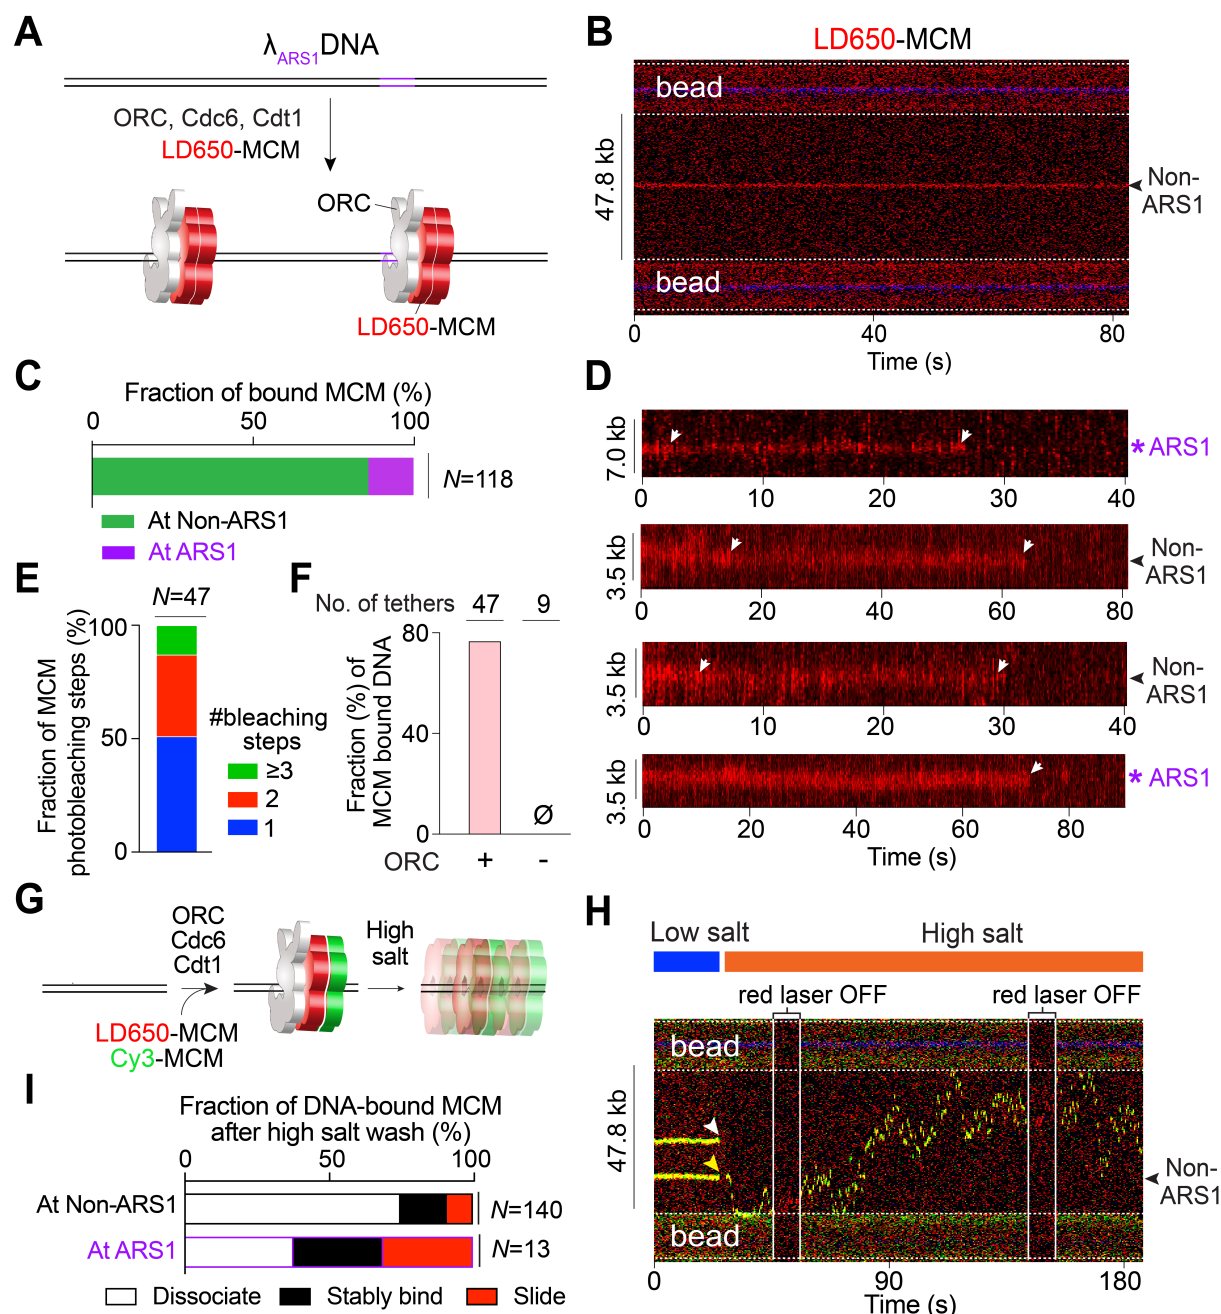 A
λARS1DNA
ORC, Cdc6, Cdt1
LD650-MCM
ORC
LD650-MCM
B
LD650-MCM
bead
47.8 kb
Non-
ARS1
bead
0 40 80
Time (s)
C
Fraction of bound MCM (%)
0 50 100
N=118
At Non-ARS1
At ARS1
D
7.0 kb
* ARS1
0 10 20 30 40
3.5 kb
Non-
ARS1
0 20 40 60 80
3.5 kb
Non-
ARS1
0 10 20 30 40
3.5 kb
* ARS1
0 20 40 60 80
Time (s)
E
N=47
Fraction of MCM
photobleaching steps (%)
100
50
0
#bleaching
steps
≥3
2
1
F
No. of tethers 47 9
Fraction (%) of
MCM bound DNA
80
40
0
Ø
ORC + -
G
ORC
Cdc6
Cdt1
High
salt
LD650-MCM
Cy3-MCM
H
Low salt High salt
red laser OFF red laser OFF
bead
47.8 kb
Non-
ARS1
bead
0 90 180
Time (s)
I
Fraction of DNA-bound MCM
after high salt wash (%)
0 50 100
At Non-ARS1 N=140
At ARS1 N=13
Dissociate Stably bind Slide